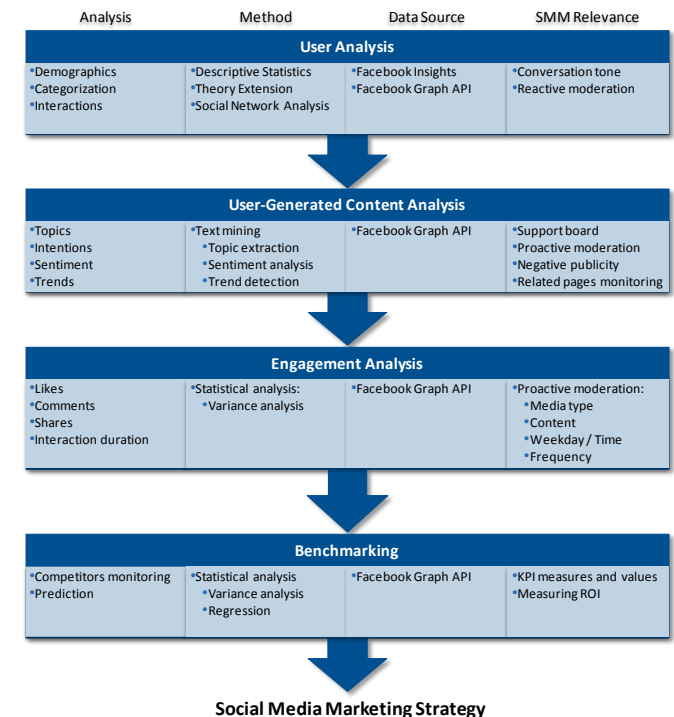 Analysis Method Data Source SMM Relevance
User Analysis
•Demographics •Descriptive Statistics •Facebook Insights •Conversation tone
•Categorization •Theory Extension •Facebook Graph API •Reactive moderation
•Interactions •Social Network Analysis
User-Generated Content Analysis
•Topics •Text mining •Facebook Graph API •Support board
•Intentions •Topic extraction •Proactive moderation
•Sentiment •Sentiment analysis •Negative publicity
•Trends •Trend detection •Related pages monitoring
Engagement Analysis
•Likes •Statistical analysis: •Facebook Graph API •Proactive moderation:
•Comments •Variance analysis •Media type
•Shares •Content
•Interaction duration •Weekday / Time
•Frequency
Benchmarking
•Competitors monitoring •Statistical analysis •Facebook Graph API •KPI measures and values
•Prediction •Variance analysis •Measuring ROI
•Regression
Social Media Marketing Strategy